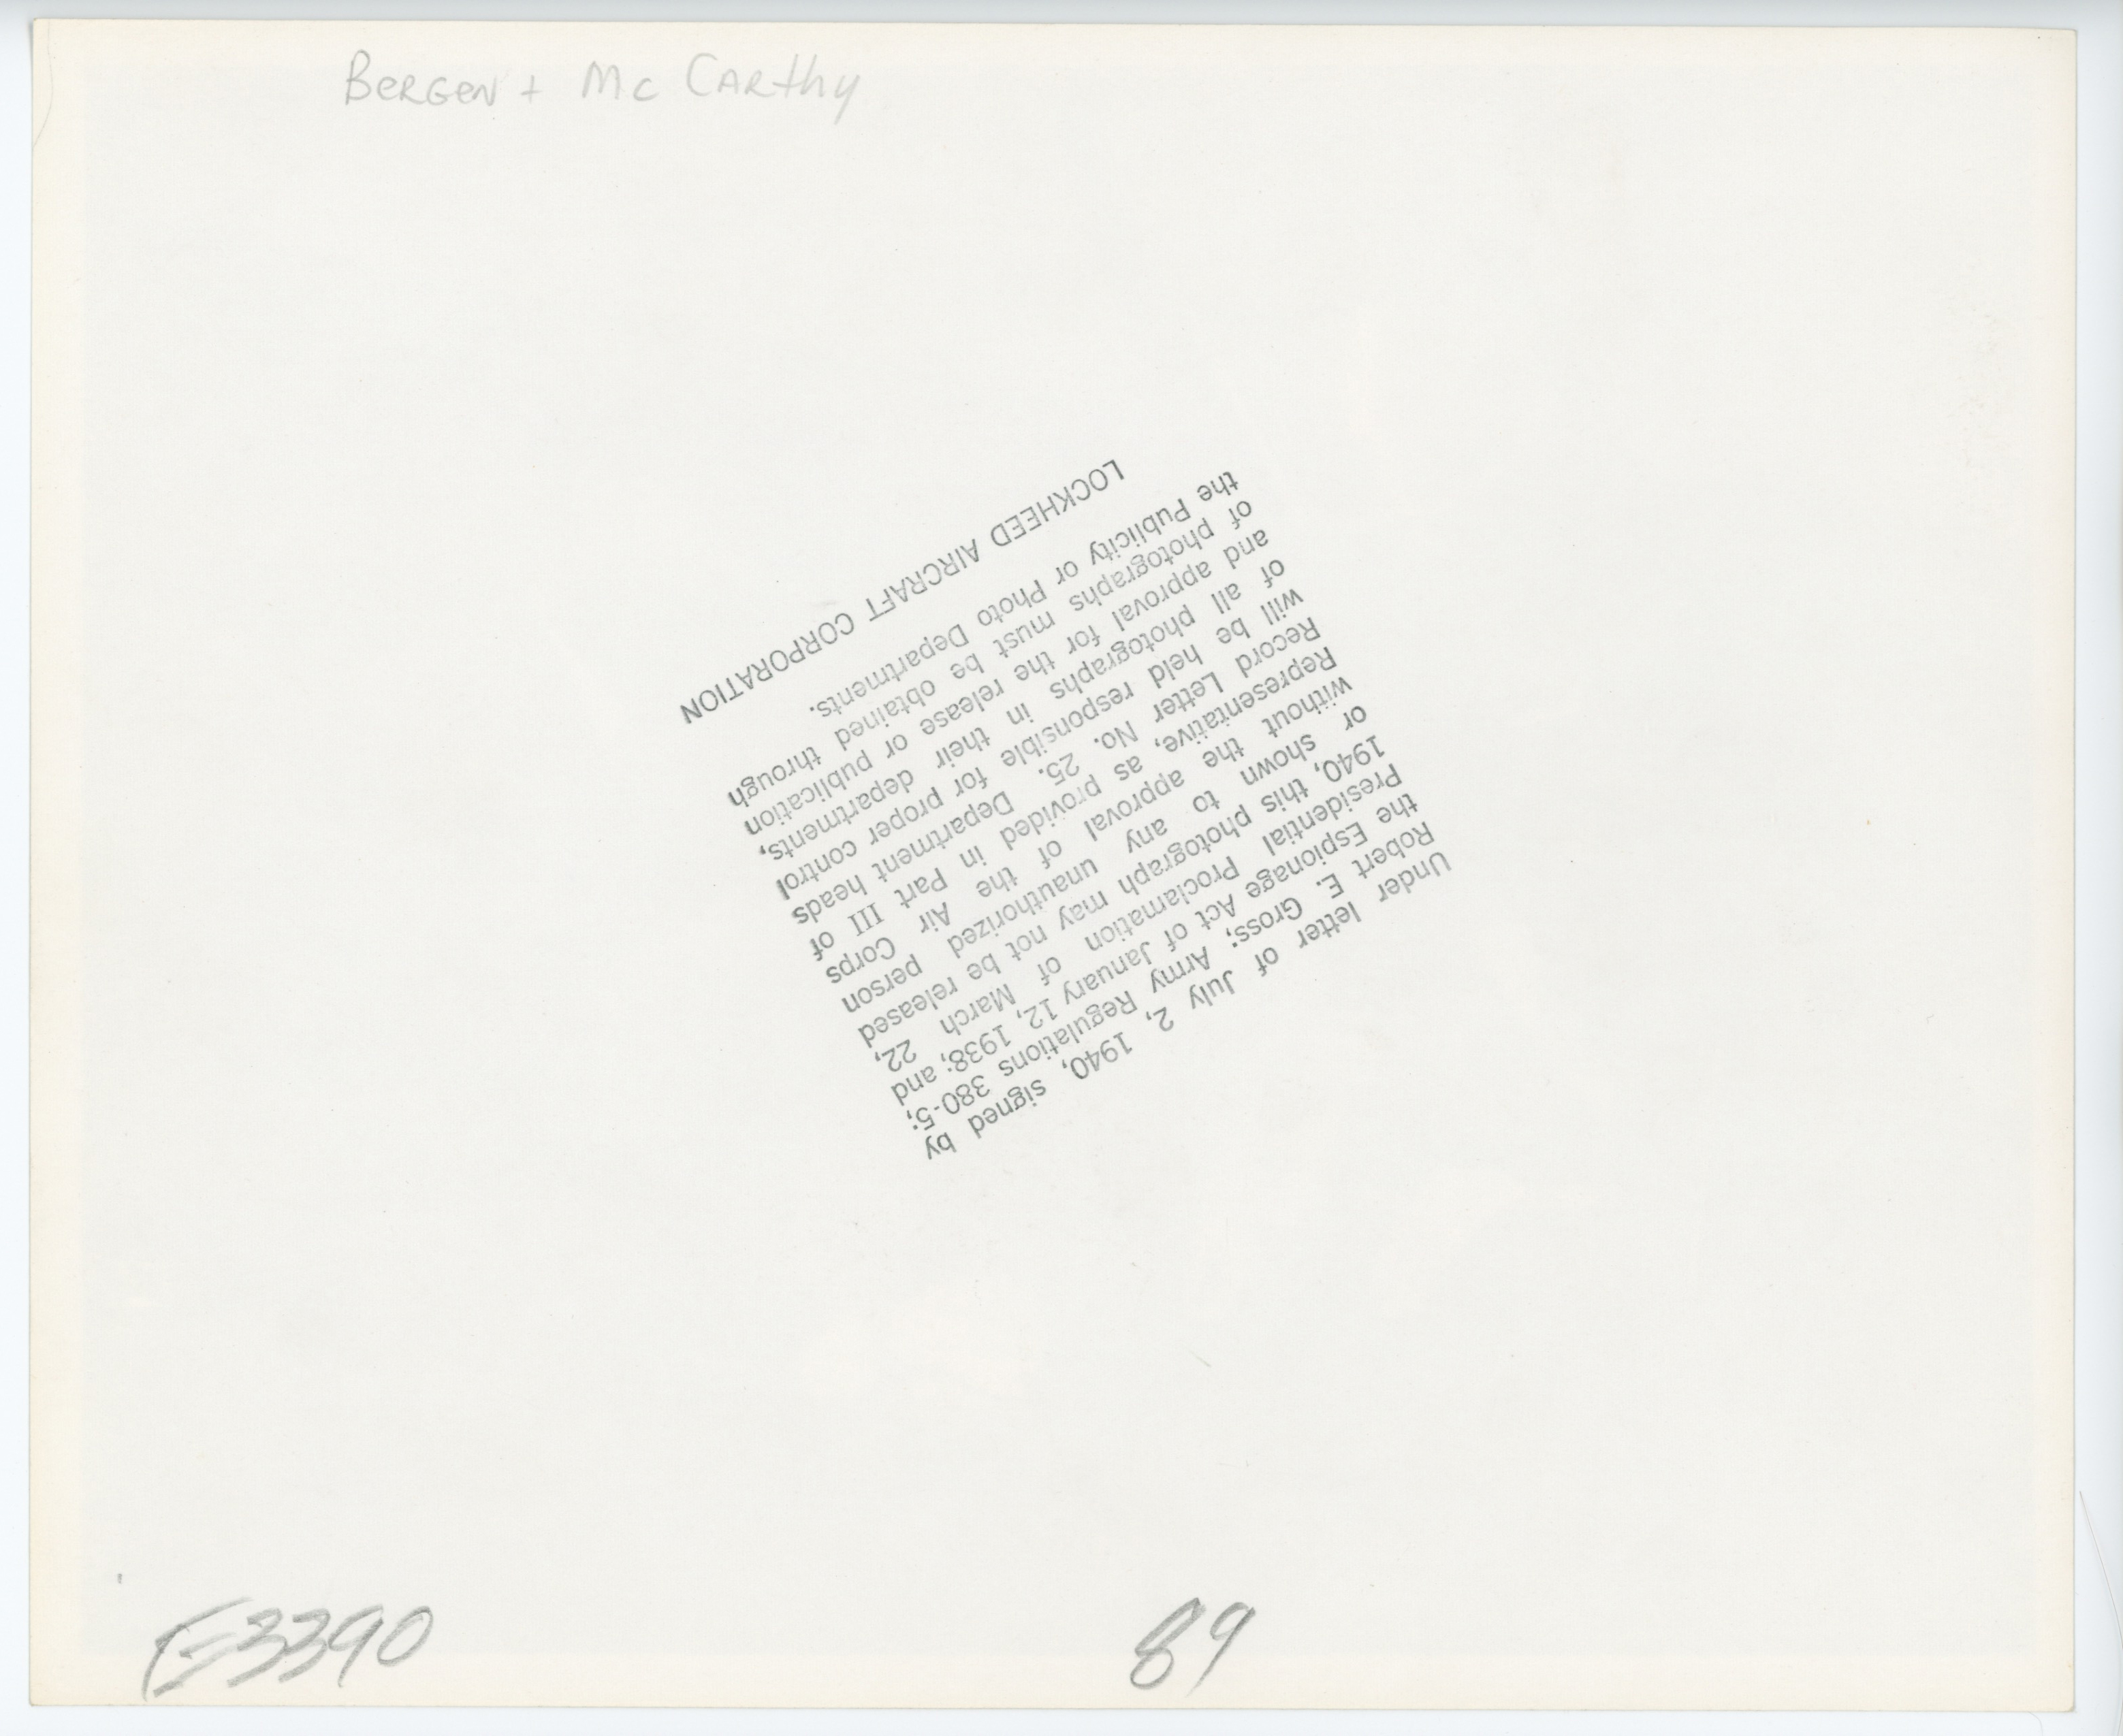 Bergen + McCarthy
Under letter of July 2, 1940, signed by
Robert E. Gross; Army Regulations 380-5;
the Espionage Act of January 12, 1938; and
Presidential Proclamation of March 22,
1940, this photograph may not be released
or shown to any unauthorized person
without the approval of the Air Corps
Representative, as provided in Part III of
Record Letter No. 25. Department heads
will be held responsible for proper control
of all photographs in their departments,
and approval for the release or publication
of photographs must be obtained through
the Publicity or Photo Departments.
LOCKHEED AIRCRAFT CORPORATION
E3390
89